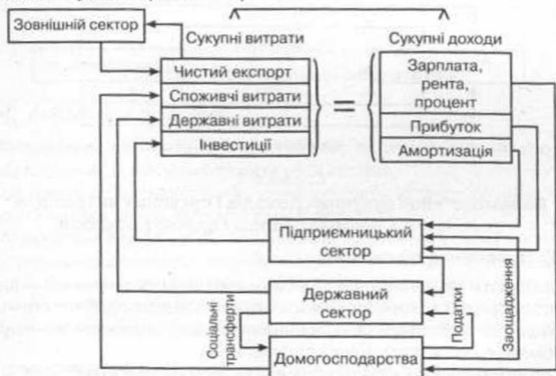 Зовнішній сектор
Сукупні витрати
Сукупні доходи
Чистий експорт
Споживчі витрати
Державні витрати
Інвестиції
=
Зарплата,
рента,
процент
Прибуток
Амортизація
Підприємницький
сектор
Державний
сектор
Домогосподарства
Соціальні
трансферти
Податки
Заощадження